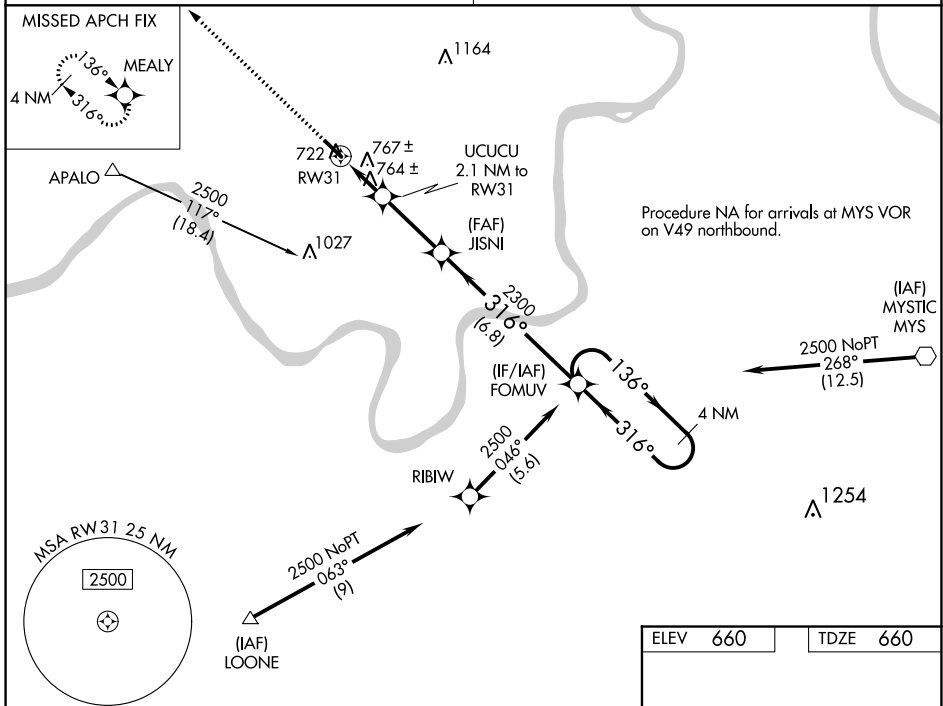 MISSED APCH FIX
136°
MEALY
4 NM
316°
1164
722
RW31
767 ±
764 ±
UCUCU
2.1 NM to
RW31
APALO
2500
117°
(18.4)
1027
(FAF)
JISNI
Procedure NA for arrivals at MYS VOR
on V49 northbound.
2300
316°
(6.8)
(IAF)
MYSTIC
MYS
2500 NoPT
268°
(12.5)
(IF/IAF)
FOMUV
136°
4 NM
316°
2500
046°
(5.6)
RIBIW
1254
MSA RW31 25 NM
2500
2500 NoPT
063°
(9)
(IAF)
LOONE
ELEV 660
TDZE 660